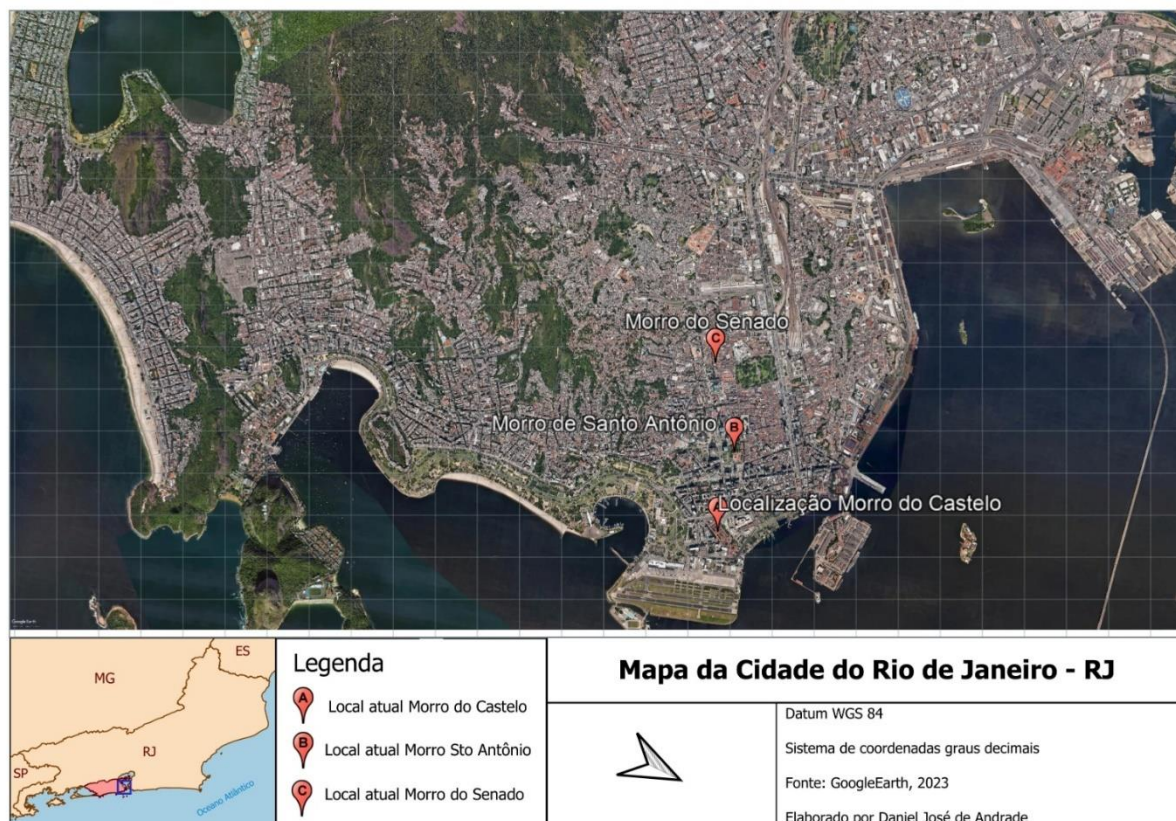 Morro do Senado
C
Morro de Santo Antônio
B
Localização Morro do Castelo
A
Google Earth
MG
ES
RJ
SP
Oceano Atlântico
Legenda
A Local atual Morro do Castelo
B Local atual Morro Sto Antônio
C Local atual Morro do Senado
Mapa da Cidade do Rio de Janeiro - RJ
Datum WGS 84
Sistema de coordenadas graus decimais
Fonte: GoogleEarth, 2023
Elaborado por Daniel José de Andrade